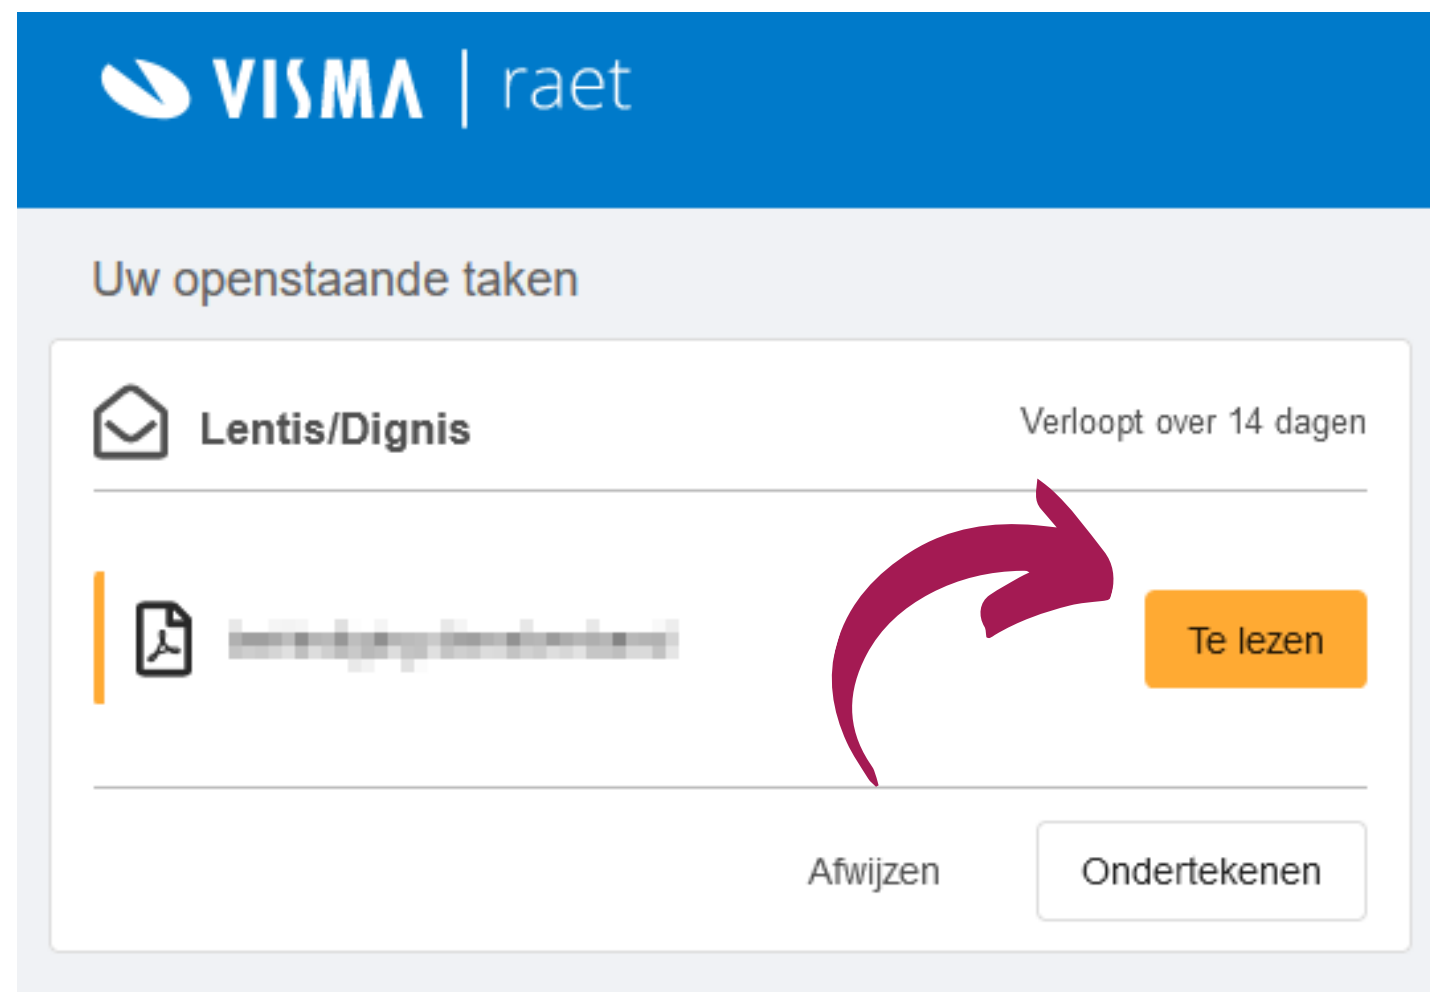 VISMA | raet
Uw openstaande taken
Lentis/Dignis
Verloopt over 14 dagen
Te lezen
Afwijzen
Ondertekenen